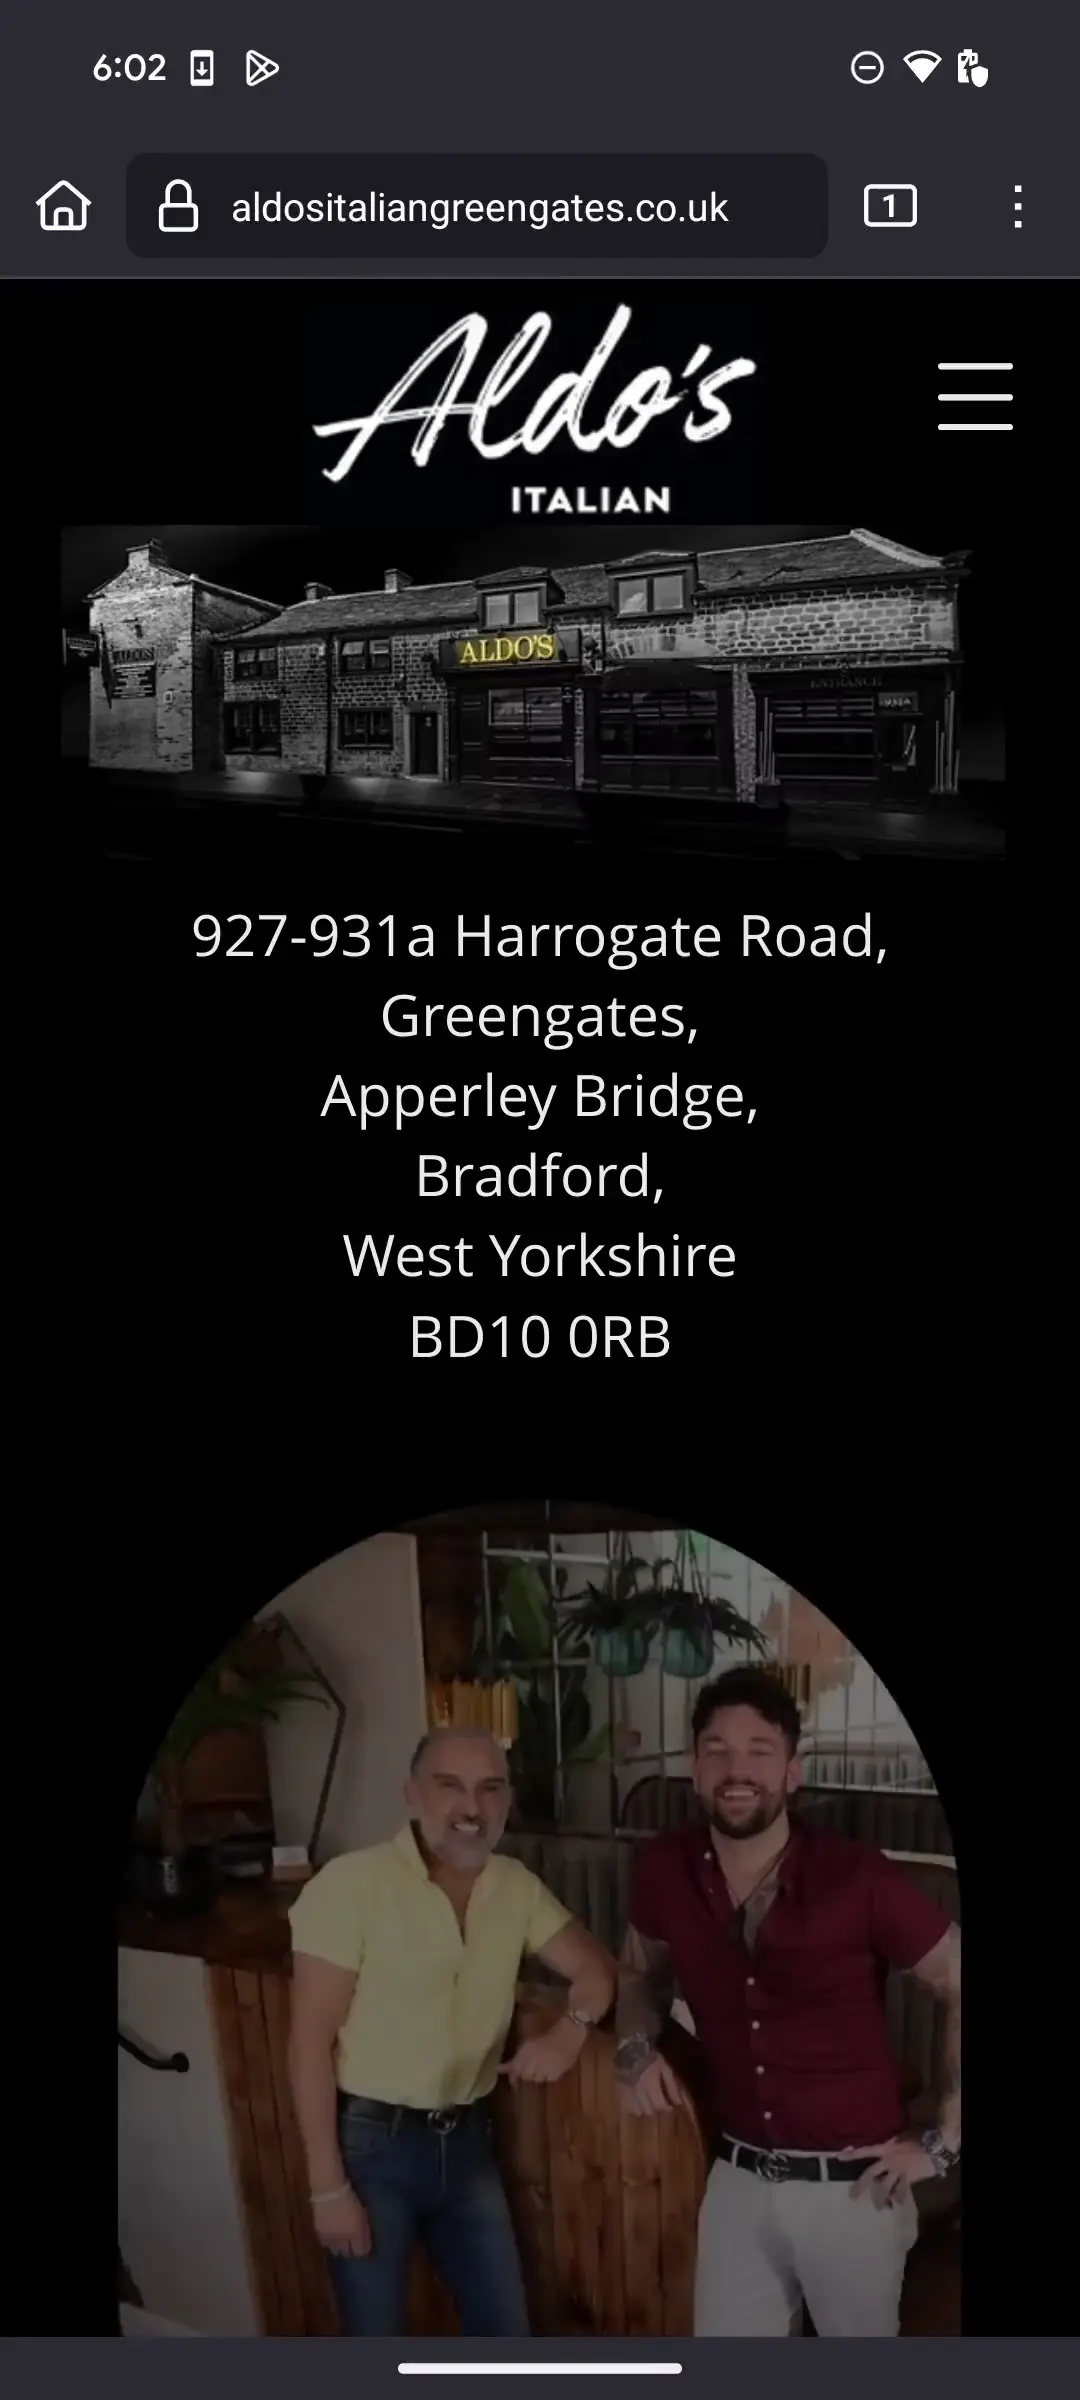 6:02
aldositaliangreengates.co.uk
1
Aldo's
ITALIAN
ALDO'S
ALDO'S
ENTRANCE
927-931a Harrogate Road,
Greengates,
Apperley Bridge,
Bradford,
West Yorkshire
BD10 0RB